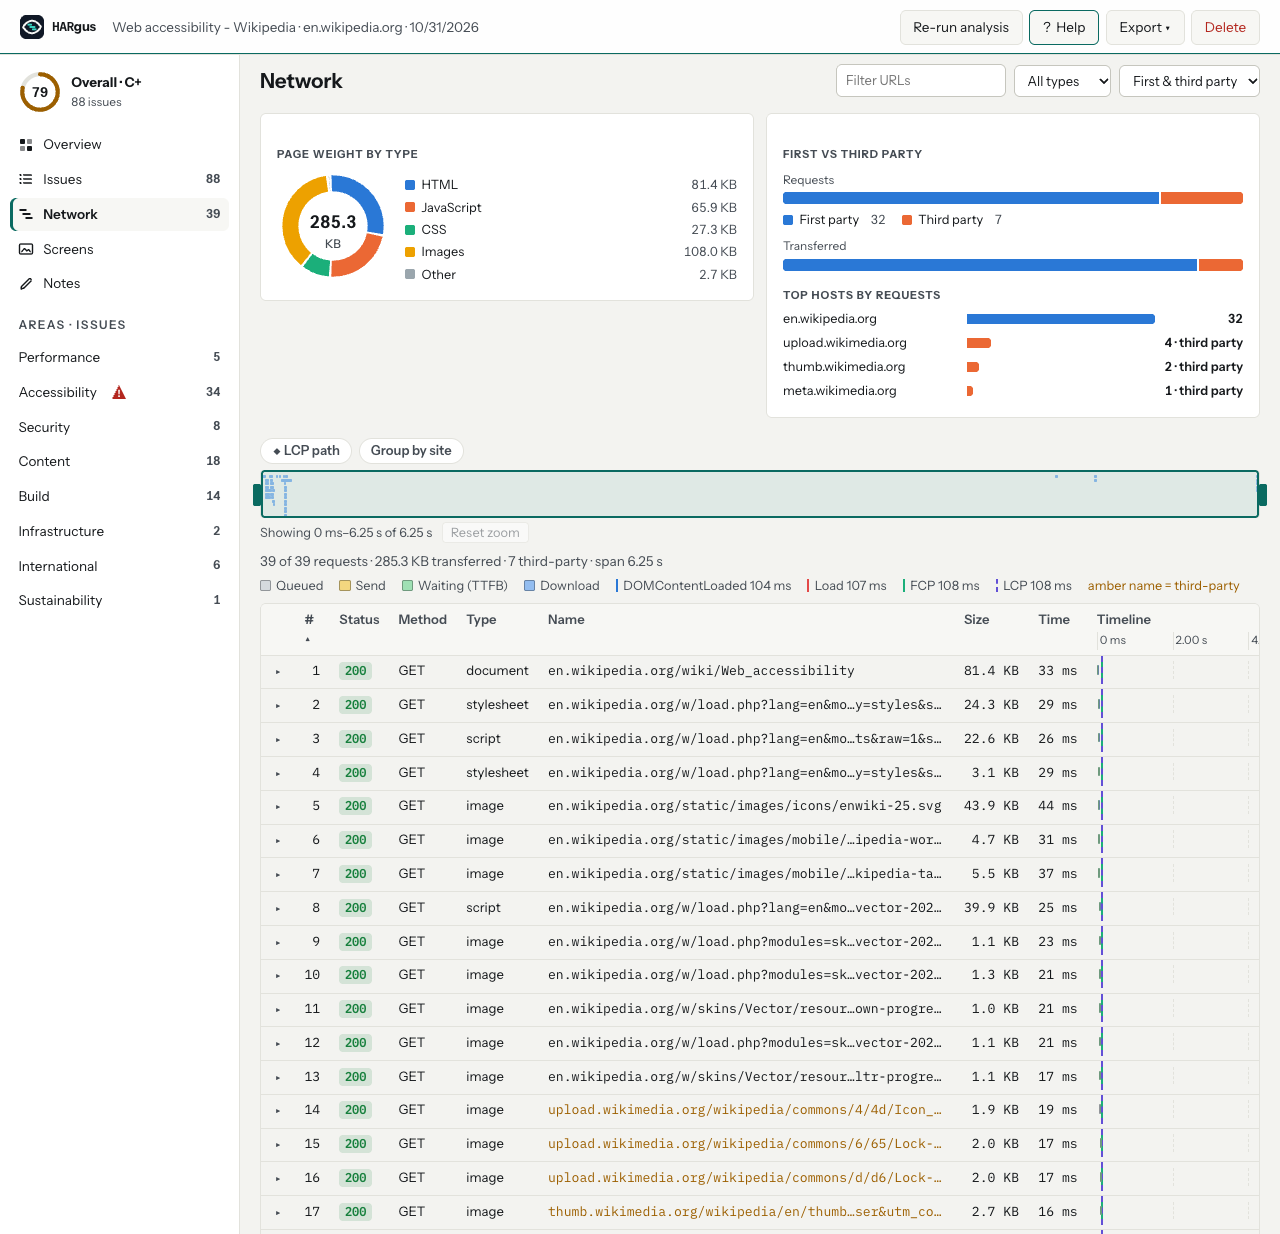 HARgus
Web accessibility - Wikipedia · en.wikipedia.org · 10/31/2026
Re-run analysis
? Help
Export ▾
Delete
79
Overall · C+
88 issues
Overview
Issues 88
Network 39
Screens
Notes
AREAS · ISSUES
Performance 5
Accessibility 34
Security 8
Content 18
Build 14
Infrastructure 2
International 6
Sustainability 1
Network
Filter URLs
All types
First & third party
PAGE WEIGHT BY TYPE
285.3
KB
HTML 81.4 KB
JavaScript 65.9 KB
CSS 27.3 KB
Images 108.0 KB
Other 2.7 KB
FIRST VS THIRD PARTY
Requests
First party 32 Third party 7
Transferred
TOP HOSTS BY REQUESTS
en.wikipedia.org 32
upload.wikimedia.org 4 · third party
thumb.wikimedia.org 2 · third party
meta.wikimedia.org 1 · third party
◆ LCP path
Group by site
Showing 0 ms–6.25 s of 6.25 s
Reset zoom
39 of 39 requests · 285.3 KB transferred · 7 third-party · span 6.25 s
Queued Send Waiting (TTFB) Download DOMContentLoaded 104 ms Load 107 ms FCP 108 ms LCP 108 ms amber name = third-party
# Status Method Type Name Size Time Timeline
▴ 0 ms 2.00 s 4.
▸ 1 200 GET document en.wikipedia.org/wiki/Web_accessibility 81.4 KB 33 ms
▸ 2 200 GET stylesheet en.wikipedia.org/w/load.php?lang=en&mo…y=styles&s… 24.3 KB 29 ms
▸ 3 200 GET script en.wikipedia.org/w/load.php?lang=en&mo…ts&raw=1&s… 22.6 KB 26 ms
▸ 4 200 GET stylesheet en.wikipedia.org/w/load.php?lang=en&mo…y=styles&s… 3.1 KB 29 ms
▸ 5 200 GET image en.wikipedia.org/static/images/icons/enwiki-25.svg 43.9 KB 44 ms
▸ 6 200 GET image en.wikipedia.org/static/images/mobile/…ipedia-wor… 4.7 KB 31 ms
▸ 7 200 GET image en.wikipedia.org/static/images/mobile/…kipedia-ta… 5.5 KB 37 ms
▸ 8 200 GET script en.wikipedia.org/w/load.php?lang=en&mo…vector-202… 39.9 KB 25 ms
▸ 9 200 GET image en.wikipedia.org/w/load.php?modules=sk…vector-202… 1.1 KB 23 ms
▸ 10 200 GET image en.wikipedia.org/w/load.php?modules=sk…vector-202… 1.3 KB 21 ms
▸ 11 200 GET image en.wikipedia.org/w/skins/Vector/resour…own-progre… 1.0 KB 21 ms
▸ 12 200 GET image en.wikipedia.org/w/load.php?modules=sk…vector-202… 1.1 KB 21 ms
▸ 13 200 GET image en.wikipedia.org/w/skins/Vector/resour…ltr-progre… 1.1 KB 17 ms
▸ 14 200 GET image upload.wikimedia.org/wikipedia/commons/4/4d/Icon_… 1.9 KB 19 ms
▸ 15 200 GET image upload.wikimedia.org/wikipedia/commons/6/65/Lock-… 2.0 KB 17 ms
▸ 16 200 GET image upload.wikimedia.org/wikipedia/commons/d/d6/Lock-… 2.0 KB 17 ms
▸ 17 200 GET image thumb.wikimedia.org/wikipedia/en/thumb…ser&utm_co… 2.7 KB 16 ms